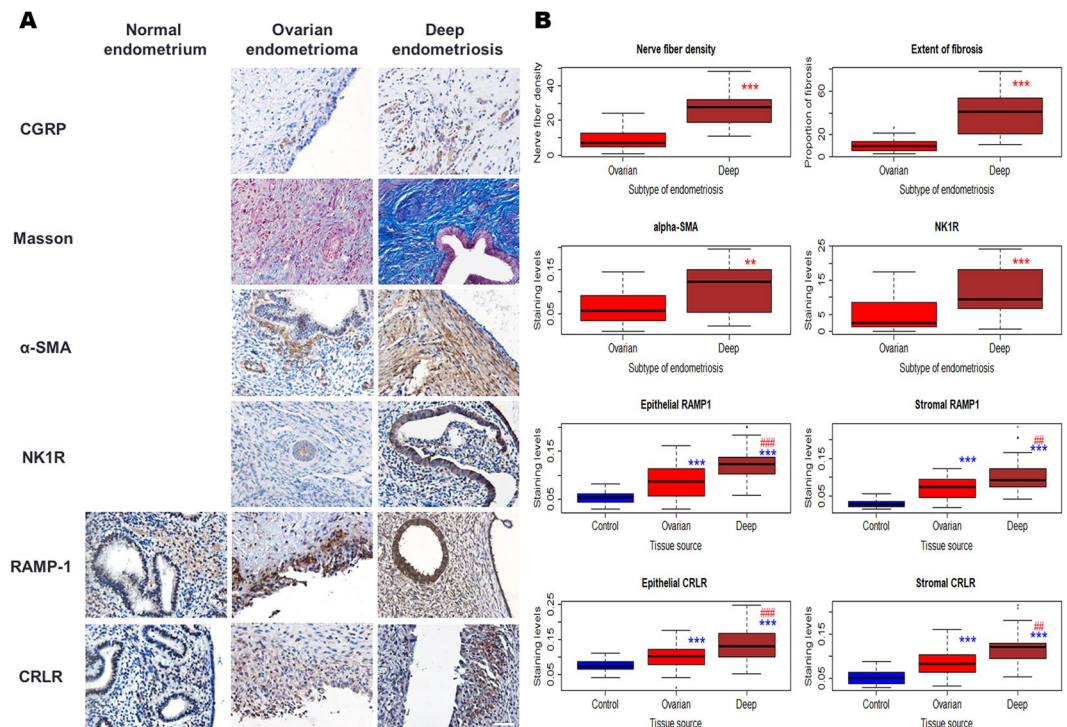 A
Normal endometrium
Ovarian endometrioma
Deep endometriosis
CGRP
Masson
α-SMA
NK1R
RAMP-1
CRLR
B
Nerve fiber density
Nerve fiber density
0 20 40
***
Ovarian Deep
Subtype of endometriosis
Extent of fibrosis
Proportion of fibrosis
0 20 60
***
Ovarian Deep
Subtype of endometriosis
alpha-SMA
Staining levels
0.05 0.15
**
Ovarian Deep
Subtype of endometriosis
NK1R
Staining levels
0 5 15 25
***
Ovarian Deep
Subtype of endometriosis
Epithelial RAMP1
Staining levels
0.05 0.15
***
###
***
Control Ovarian Deep
Tissue source
Stromal RAMP1
Staining levels
0.05 0.15
***
##
***
Control Ovarian Deep
Tissue source
Epithelial CRLR
Staining levels
0.05 0.15 0.25
***
###
***
Control Ovarian Deep
Tissue source
Stromal CRLR
Staining levels
0.05 0.15
***
##
***
Control Ovarian Deep
Tissue source